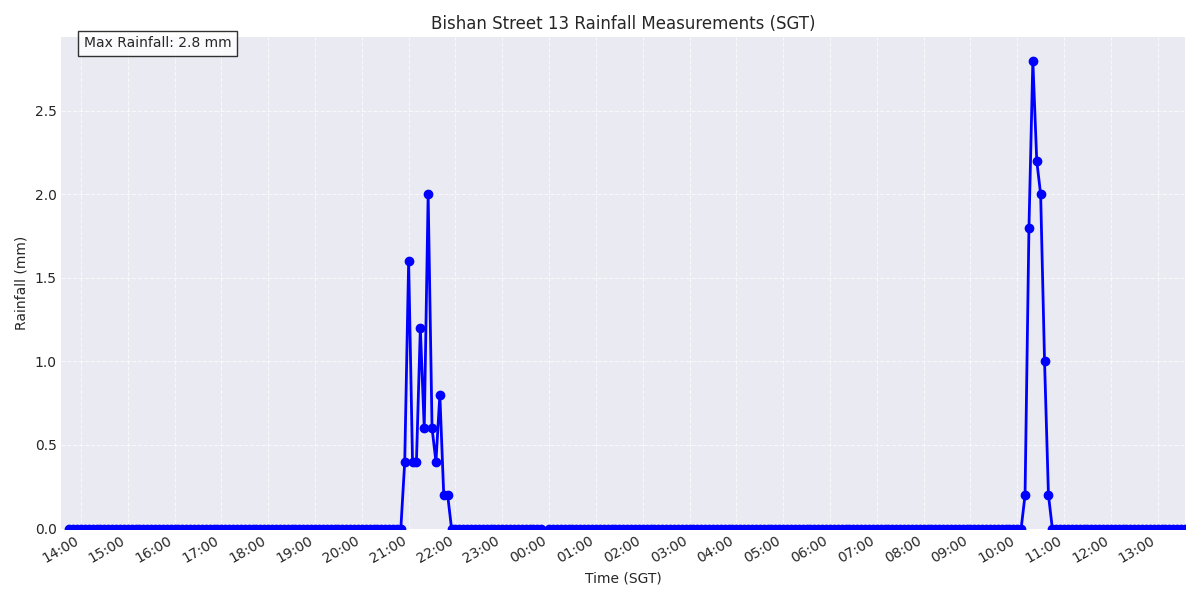 Bishan Street 13 Rainfall Measurements (SGT)
Max Rainfall: 2.8 mm
2.5
2.0
1.5
1.0
0.5
0.0
Rainfall (mm)
14:00 15:00 16:00 17:00 18:00 19:00 20:00 21:00 22:00 23:00 00:00 01:00 02:00 03:00 04:00 05:00 06:00 07:00 08:00 09:00 10:00 11:00 12:00 13:00
Time (SGT)